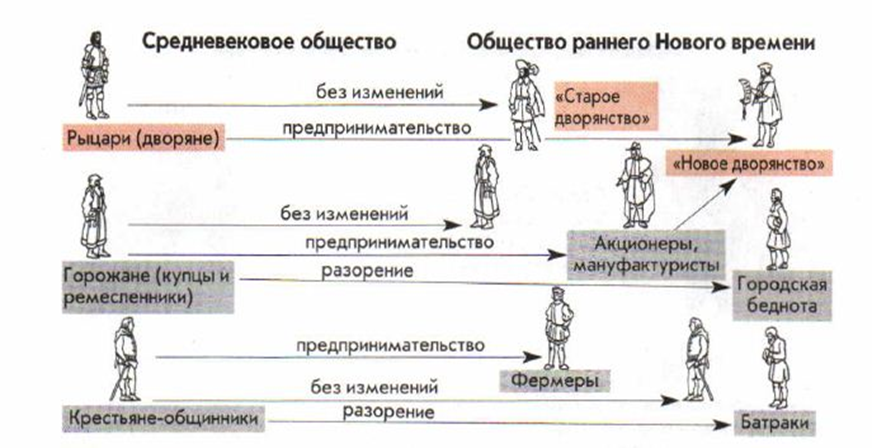 Средневековое общество
Общество раннего Нового времени
без изменений
«Старое
дворянство»
предпринимательство
Рыцари (дворяне)
«Новое дворянство»
без изменений
предпринимательство
Акционеры,
мануфактуристы
разорение
Горожане (купцы и
ремесленники)
Городская
беднота
предпринимательство
Фермеры
без изменений
разорение
Крестьяне-общинники
Батраки